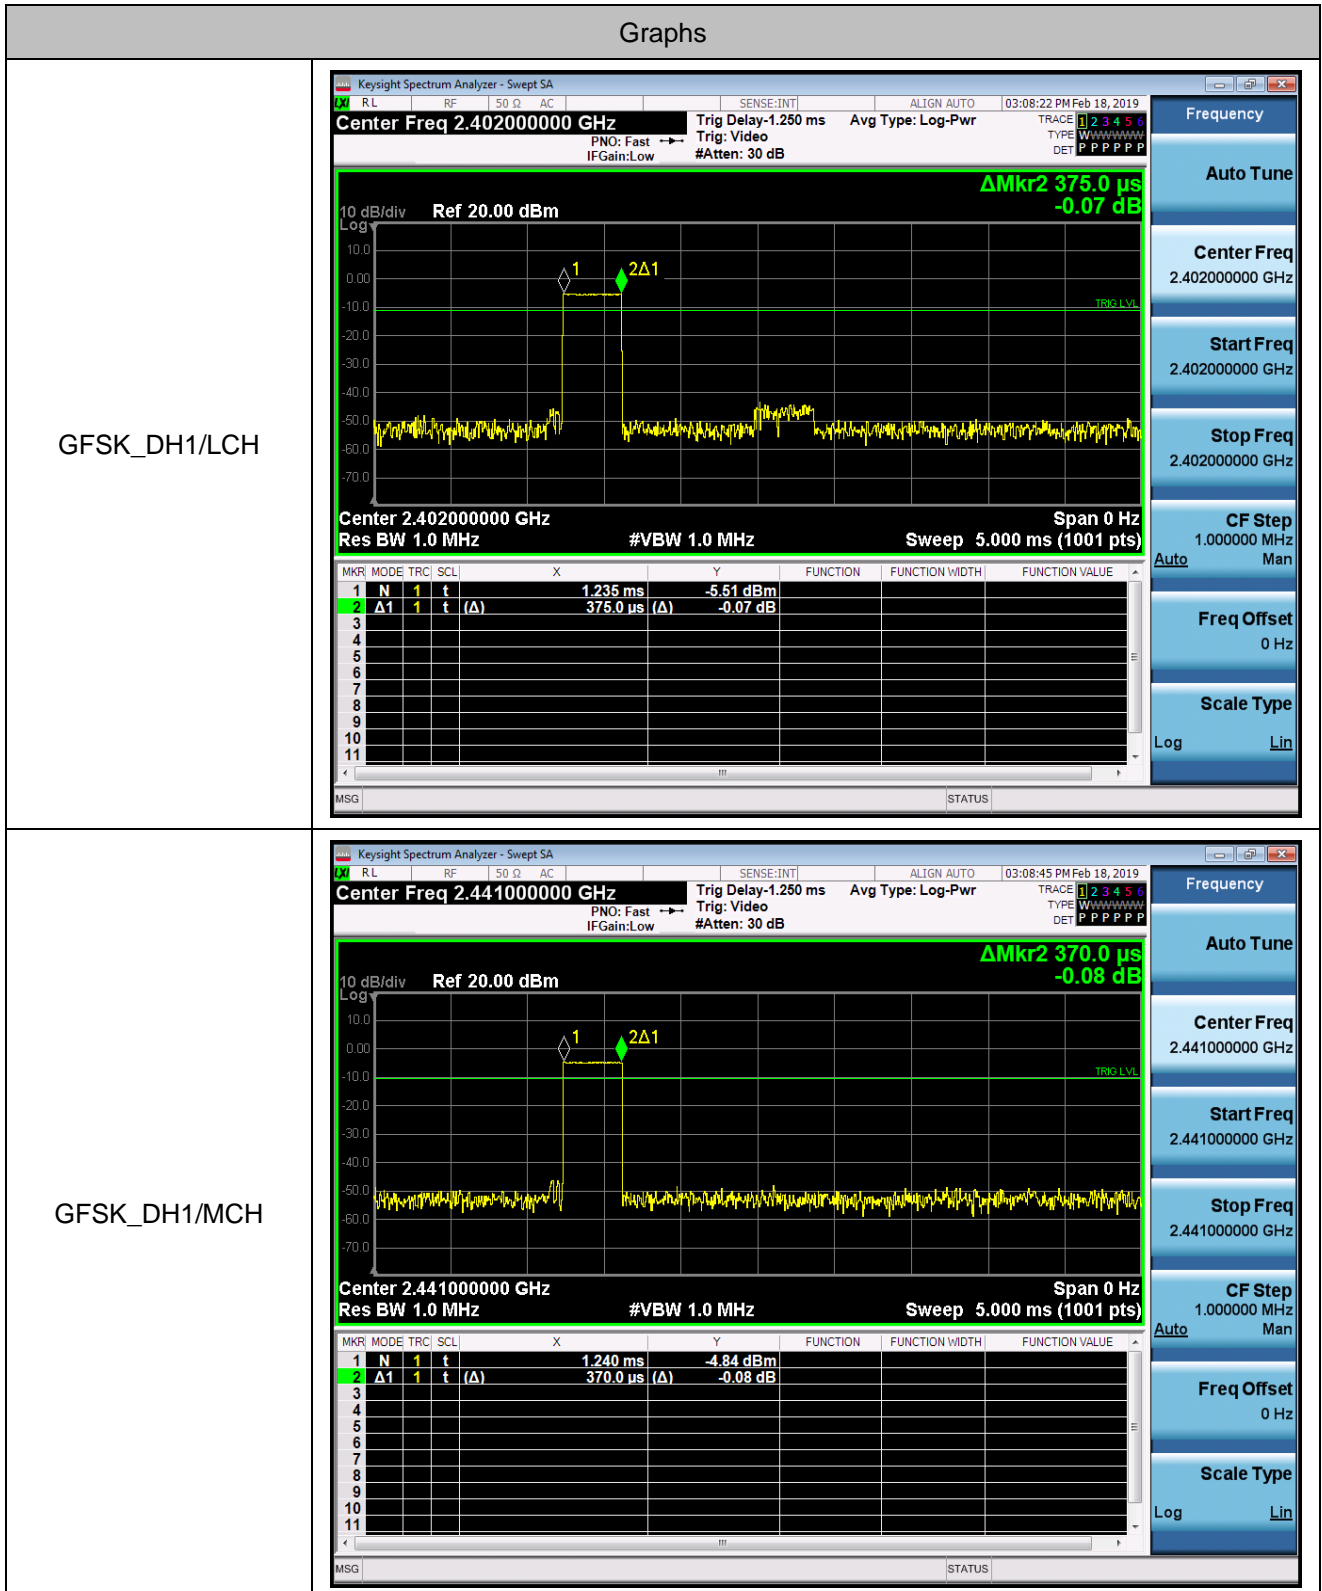 Graphs
GFSK_DH1/LCH
Keysight Spectrum Analyzer - Swept SA
LXI RL RF 50 Ω AC SENSE:INT ALIGN AUTO 03:08:22 PM Feb 18, 2019
Center Freq 2.402000000 GHz
PNO: Fast
IFGain:Low
Trig Delay-1.250 ms
Trig: Video
#Atten: 30 dB
Avg Type: Log-Pwr
TRACE 1 2 3 4 5 6
TYPE WWWWWW
DET P P P P P P
ΔMkr2 375.0 µs
-0.07 dB
10 dB/div Ref 20.00 dBm
Log
10.0
0.00
-10.0
-20.0
-30.0
-40.0
-50.0
-60.0
-70.0
1
2Δ1
TRIG LVL
Center 2.402000000 GHz Span 0 Hz
Res BW 1.0 MHz #VBW 1.0 MHz Sweep 5.000 ms (1001 pts)
MKR MODE TRC SCL X Y FUNCTION FUNCTION WIDTH FUNCTION VALUE
1 N 1 t 1.235 ms -5.51 dBm
2 Δ1 1 t (Δ) 375.0 µs (Δ) -0.07 dB
3
4
5
6
7
8
9
10
11
MSG STATUS
Frequency
Auto Tune
Center Freq
2.402000000 GHz
Start Freq
2.402000000 GHz
Stop Freq
2.402000000 GHz
CF Step
1.000000 MHz
Auto Man
Freq Offset
0 Hz
Scale Type
Log Lin
GFSK_DH1/MCH
Keysight Spectrum Analyzer - Swept SA
LXI RL RF 50 Ω AC SENSE:INT ALIGN AUTO 03:08:45 PM Feb 18, 2019
Center Freq 2.441000000 GHz
PNO: Fast
IFGain:Low
Trig Delay-1.250 ms
Trig: Video
#Atten: 30 dB
Avg Type: Log-Pwr
TRACE 1 2 3 4 5 6
TYPE WWWWWW
DET P P P P P P
ΔMkr2 370.0 µs
-0.08 dB
10 dB/div Ref 20.00 dBm
Log
10.0
0.00
-10.0
-20.0
-30.0
-40.0
-50.0
-60.0
-70.0
1
2Δ1
TRIG LVL
Center 2.441000000 GHz Span 0 Hz
Res BW 1.0 MHz #VBW 1.0 MHz Sweep 5.000 ms (1001 pts)
MKR MODE TRC SCL X Y FUNCTION FUNCTION WIDTH FUNCTION VALUE
1 N 1 t 1.240 ms -4.84 dBm
2 Δ1 1 t (Δ) 370.0 µs (Δ) -0.08 dB
3
4
5
6
7
8
9
10
11
MSG STATUS
Frequency
Auto Tune
Center Freq
2.441000000 GHz
Start Freq
2.441000000 GHz
Stop Freq
2.441000000 GHz
CF Step
1.000000 MHz
Auto Man
Freq Offset
0 Hz
Scale Type
Log Lin